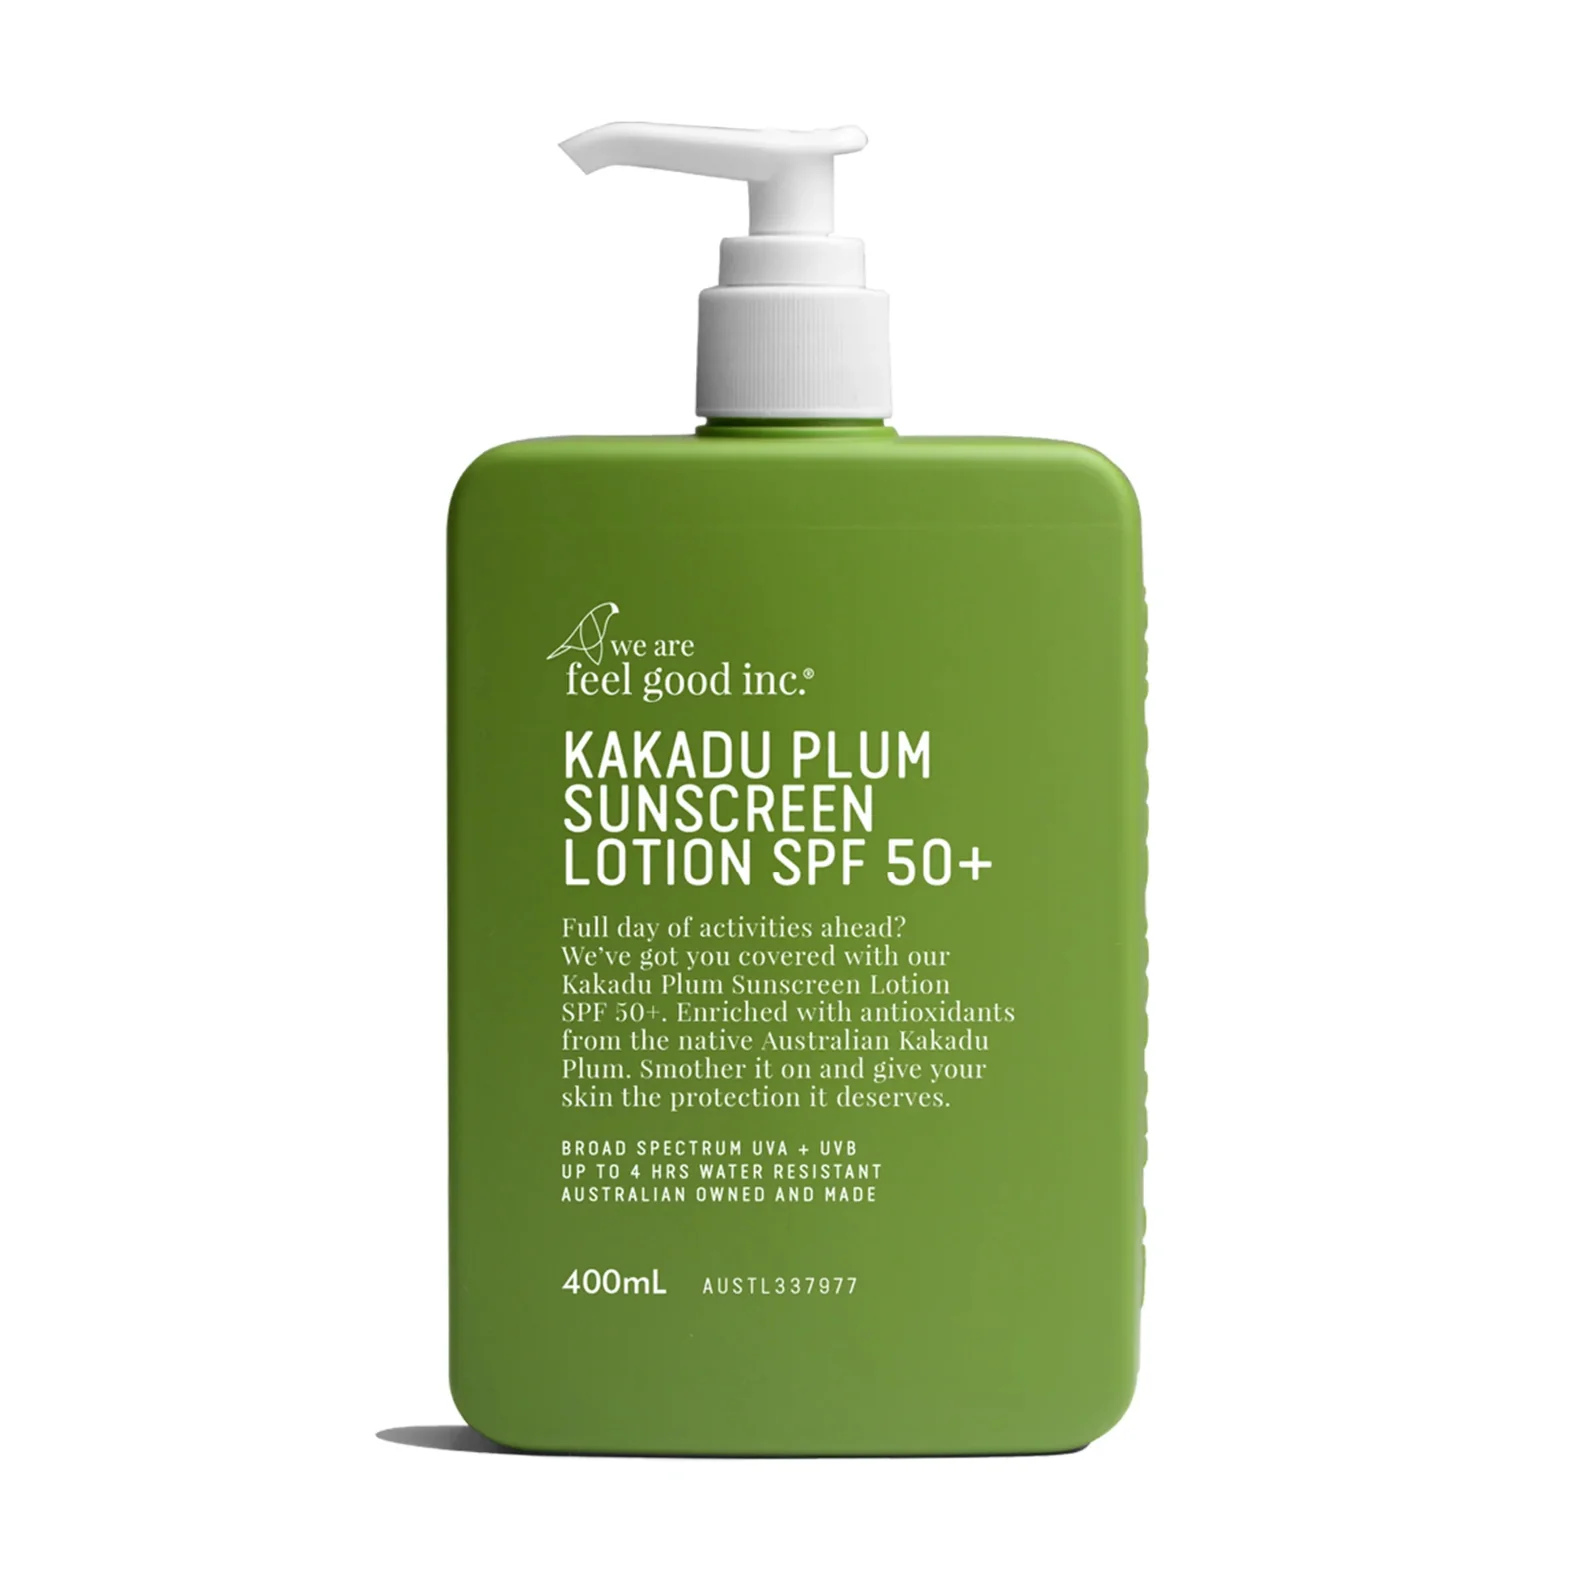 we are
feel good inc.®
KAKADU PLUM
SUNSCREEN
LOTION SPF 50+
Full day of activities ahead?
We’ve got you covered with our
Kakadu Plum Sunscreen Lotion
SPF 50+. Enriched with antioxidants
from the native Australian Kakadu
Plum. Smother it on and give your
skin the protection it deserves.
BROAD SPECTRUM UVA + UVB
UP TO 4 HRS WATER RESISTANT
AUSTRALIAN OWNED AND MADE
400mL AUSTL337977